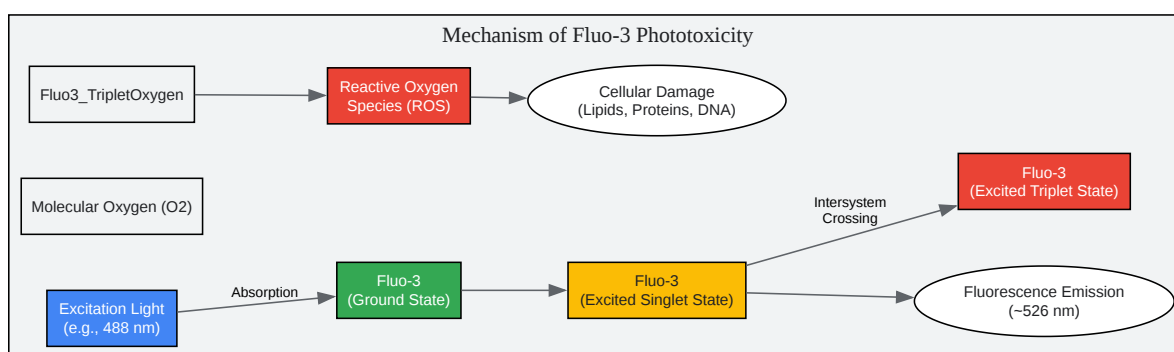 Mechanism of Fluo-3 Phototoxicity
Fluo3_TripletOxygen
Reactive Oxygen
Species (ROS)
Cellular Damage
(Lipids, Proteins, DNA)
Molecular Oxygen (O2)
Intersystem
Crossing
Fluo-3
(Excited Triplet State)
Excitation Light
(e.g., 488 nm)
Absorption
Fluo-3
(Ground State)
Fluo-3
(Excited Singlet State)
Fluorescence Emission
(~526 nm)